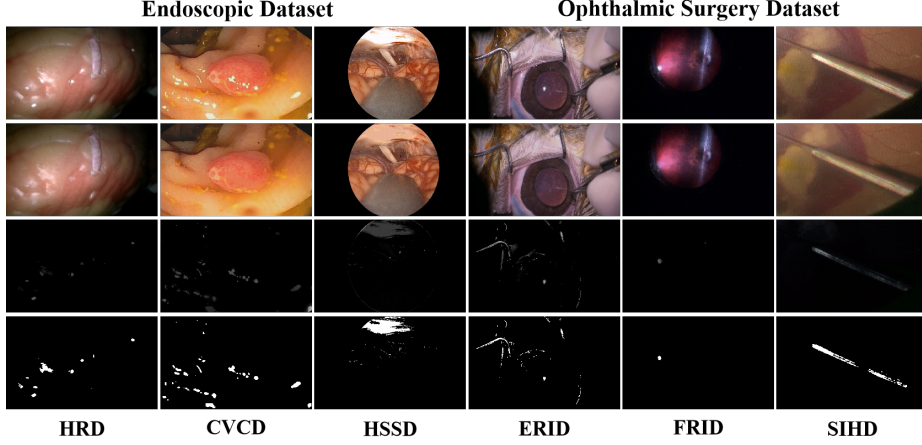 Endoscopic Dataset Ophthalmic Surgery Dataset
HRD CVCD HSSD ERID FRID SIHD